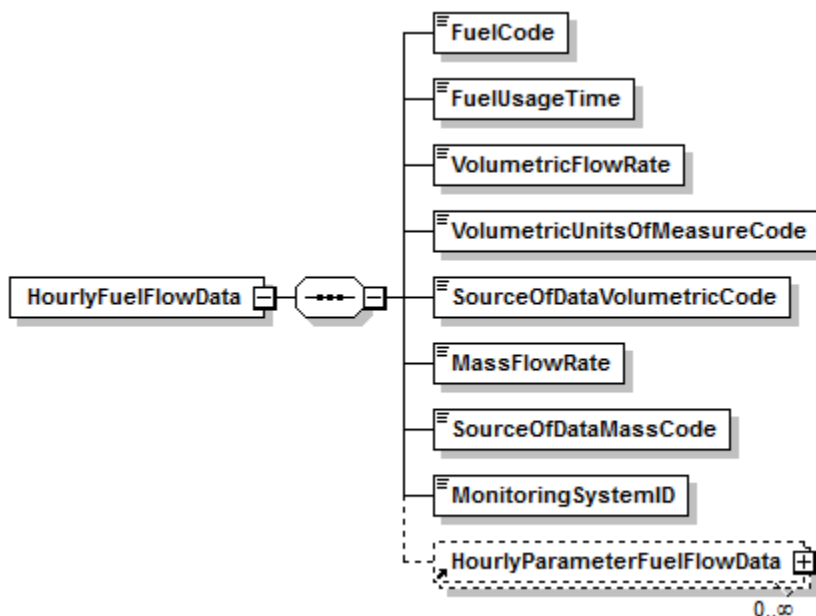 FuelCode
FuelUsageTime
VolumetricFlowRate
VolumetricUnitsOfMeasureCode
HourlyFuelFlowData
SourceOfDataVolumetricCode
MassFlowRate
SourceOfDataMassCode
MonitoringSystemID
HourlyParameterFuelFlowData
0..∞